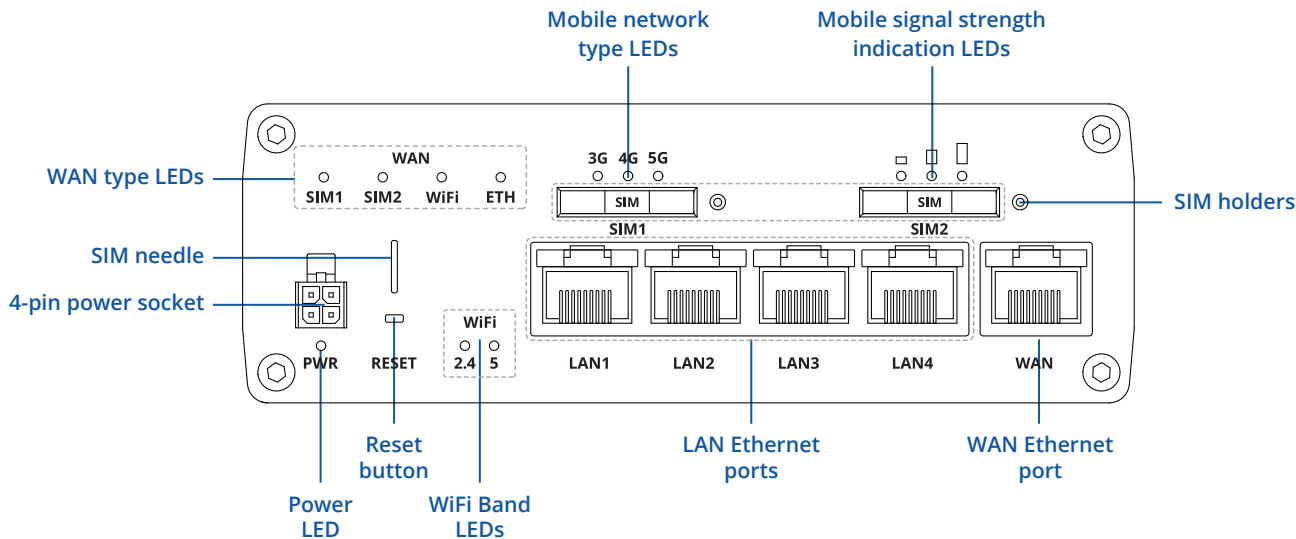 Mobile network
type LEDs
Mobile signal strength
indication LEDs
WAN type LEDs
WAN
SIM1 SIM2 WiFi ETH
3G 4G 5G
SIM
SIM
SIM holders
SIM1
SIM2
SIM needle
4-pin power socket
WiFi
2.4 5
PWR
RESET
LAN1
LAN2
LAN3
LAN4
WAN
Reset
button
LAN Ethernet
ports
WAN Ethernet
port
Power
LED
WiFi Band
LEDs